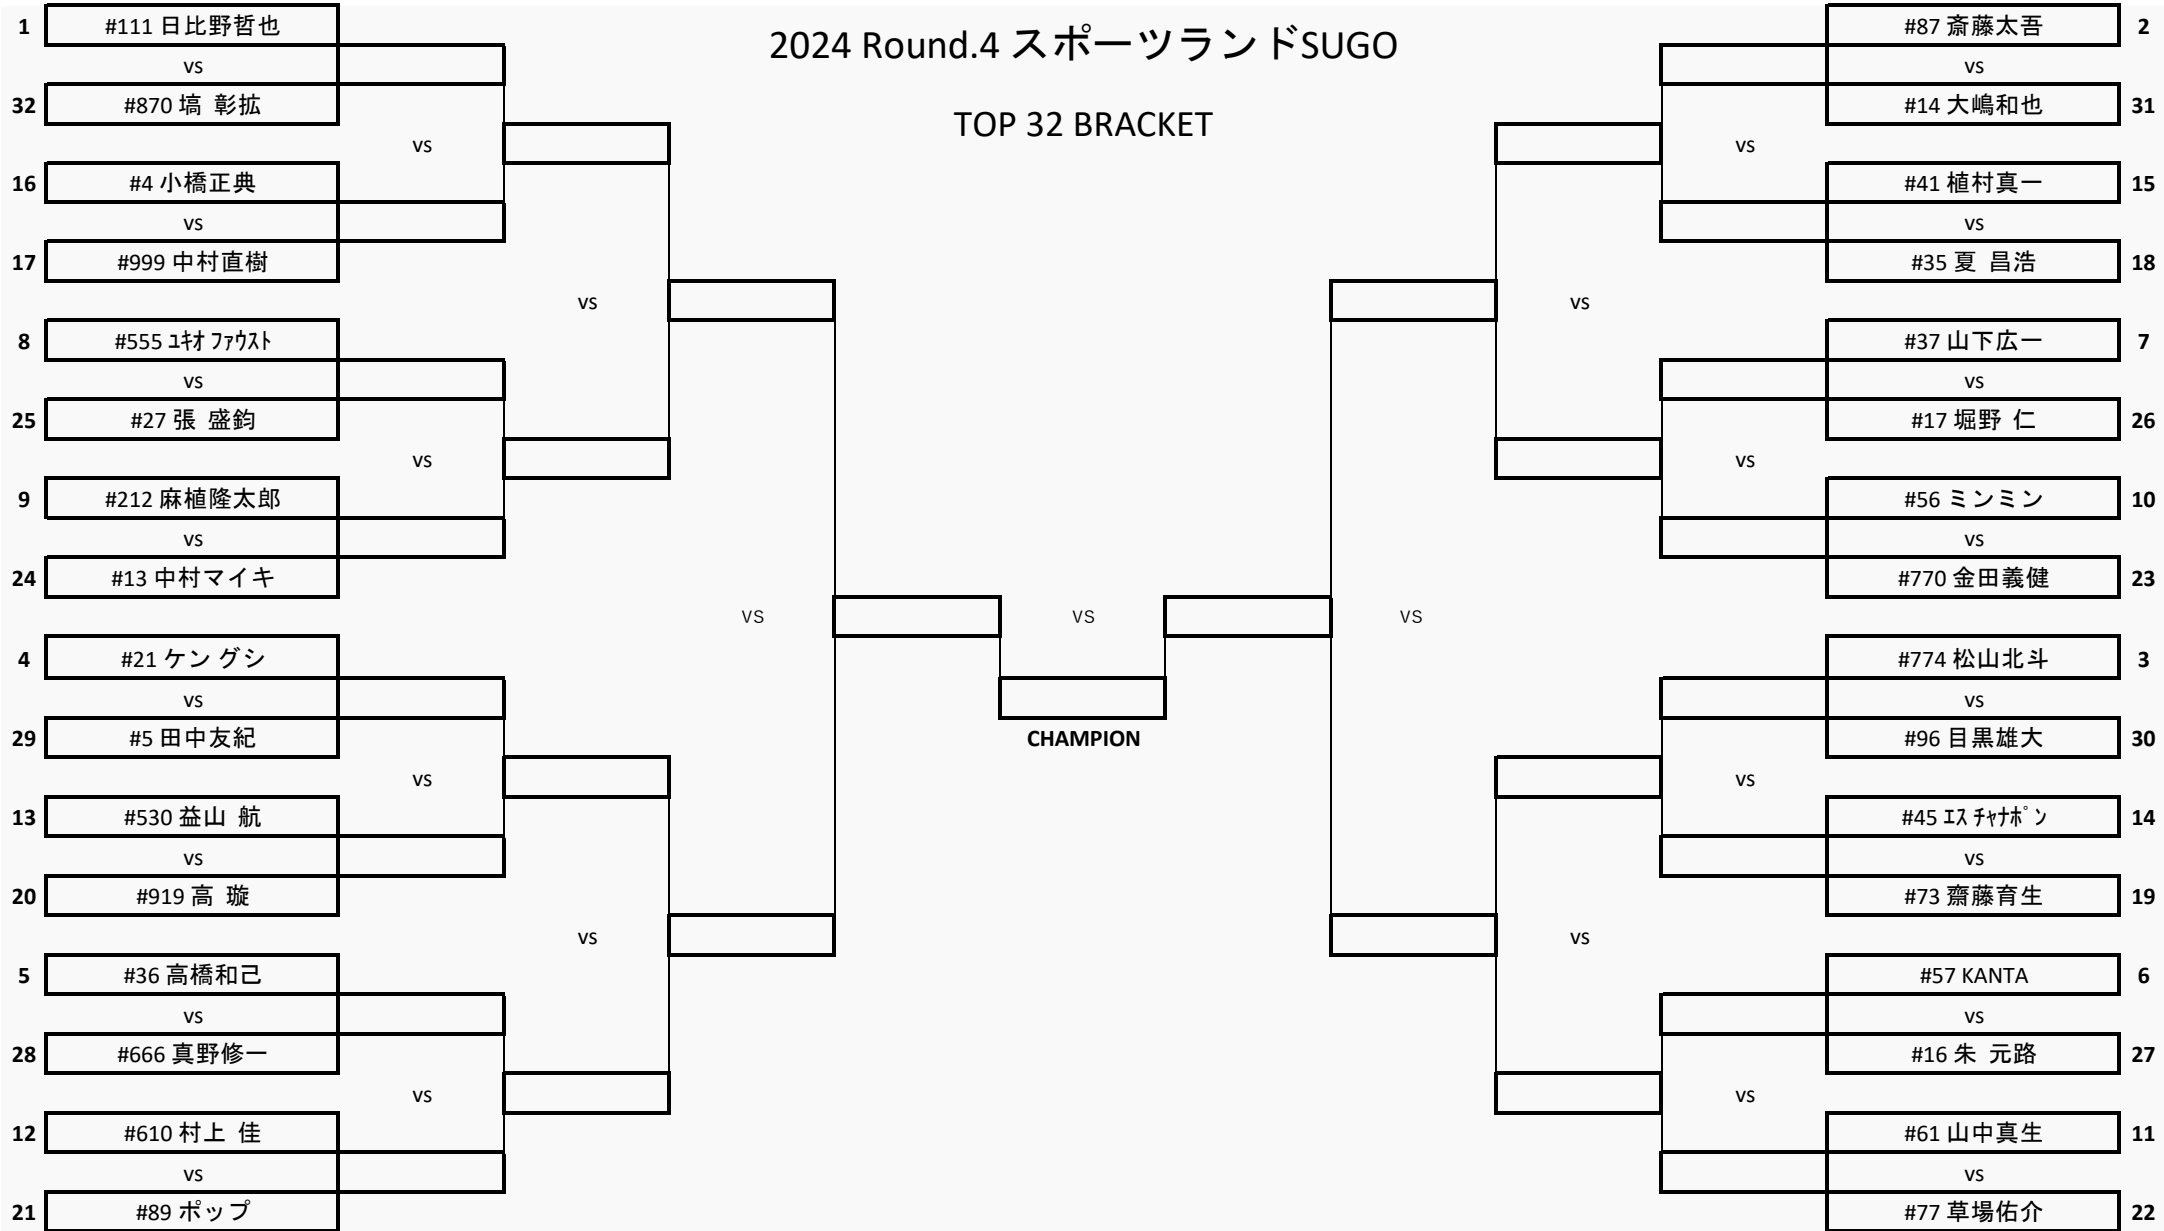 2024 Round.4 スポーツランドSUGO
TOP 32 BRACKET
1 #111 日比野哲也
vs
32 #870 塙 彰拡
vs
16 #4 小橋正典
vs
17 #999 中村直樹
vs
8 #555 ﾕｷｵ ﾌｧｳｽﾄ
vs
25 #27 張 盛鈞
vs
9 #212 麻植隆太郎
vs
24 #13 中村マイキ
vs
4 #21 ケン グシ
vs
29 #5 田中友紀
vs
13 #530 益山 航
vs
20 #919 高 璇
vs
5 #36 高橋和己
vs
28 #666 真野修一
vs
12 #610 村上 佳
vs
21 #89 ポップ
vs
CHAMPION
#87 斎藤太吾 2
vs
#14 大嶋和也 31
vs
#41 植村真一 15
vs
#35 夏 昌浩 18
vs
#37 山下広一 7
vs
#17 堀野 仁 26
vs
#56 ミンミン 10
vs
#770 金田義健 23
vs
#774 松山北斗 3
vs
#96 目黒雄大 30
vs
#45 ｴｽ ﾁｬﾅﾎﾟﾝ 14
vs
#73 齋藤育生 19
vs
#57 KANTA 6
vs
#16 朱 元路 27
vs
#61 山中真生 11
vs
#77 草場佑介 22